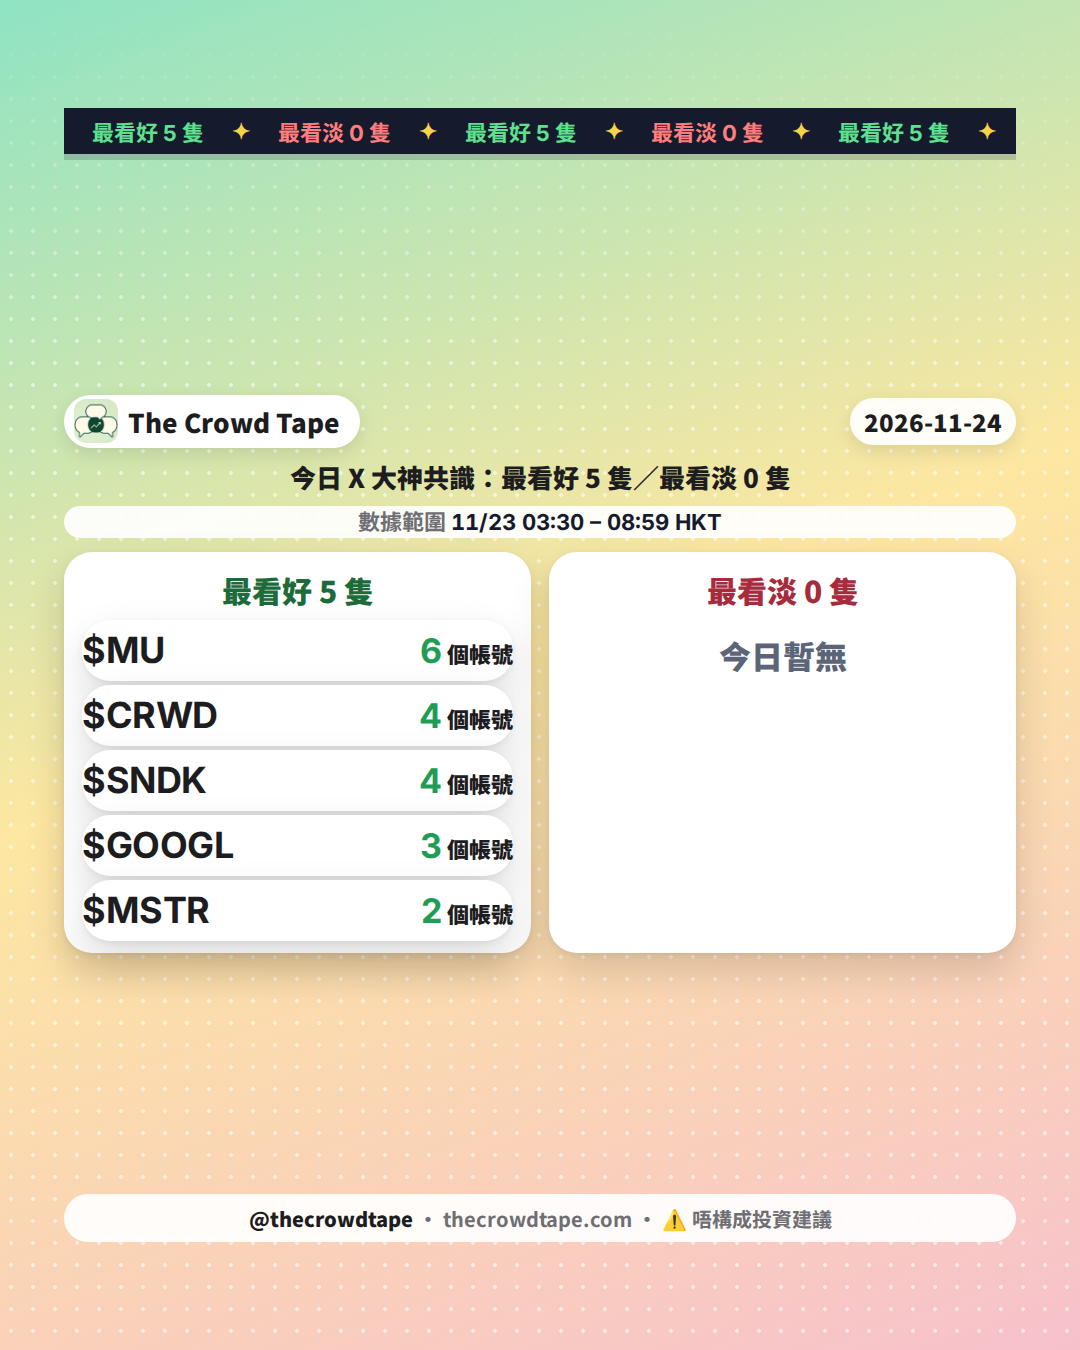 最看好 5 隻 ✦ 最看淡 0 隻 ✦ 最看好 5 隻 ✦ 最看淡 0 隻 ✦ 最看好 5 隻 ✦
The Crowd Tape
2026-11-24
今日 X 大神共識：最看好 5 隻／最看淡 0 隻
數據範圍 11/23 03:30 – 08:59 HKT
最看好 5 隻
$MU 6 個帳號
$CRWD 4 個帳號
$SNDK 4 個帳號
$GOOGL 3 個帳號
$MSTR 2 個帳號
最看淡 0 隻
今日暫無
@thecrowdtape • thecrowdtape.com • ⚠️ 唔構成投資建議